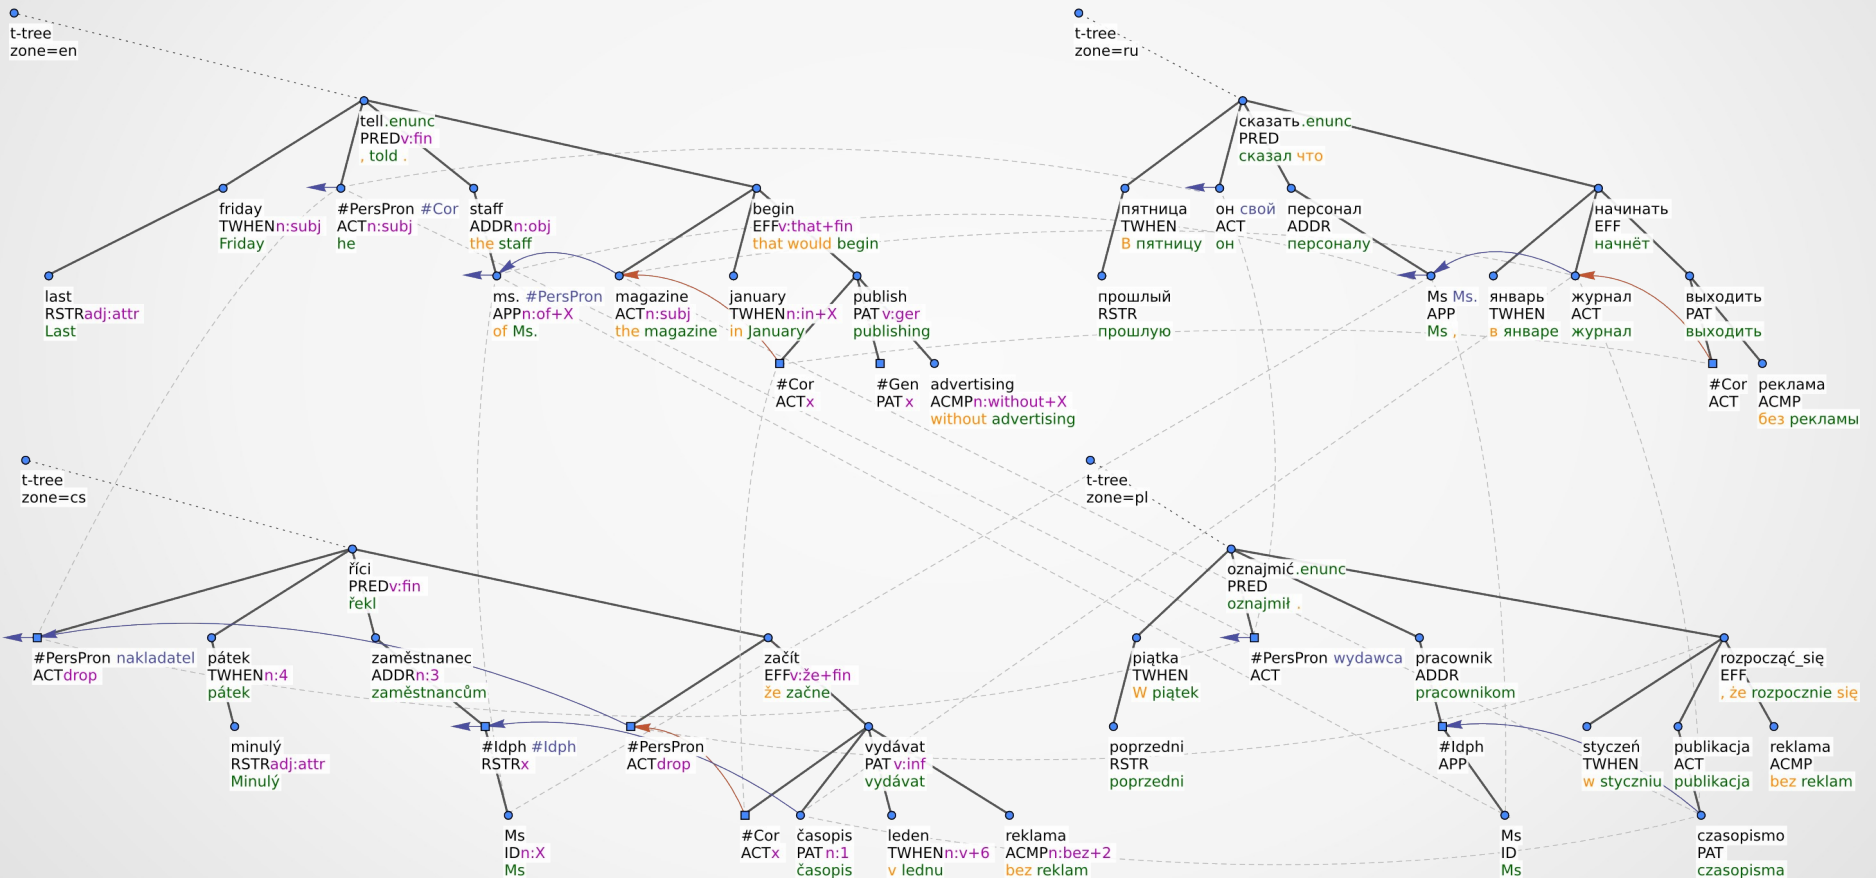 t-tree
zone=en
tell.enunc
PREDv:fin
, told .
friday
TWHENn:subj
Friday
#PersPron #Cor
ACTn:subj
he
staff
ADDRn:obj
the staff
begin
EFFv:that+fin
that would begin
last
RSTRadj:attr
Last
ms. #PersPron
APPn:of+X
of Ms.
magazine
ACTn:subj
the magazine
january
TWHENn:in+X
in January
publish
PATv:ger
publishing
#Cor
ACTx
#Gen
PATx
advertising
ACMPn:without+X
without advertising
t-tree
zone=ru
сказать.enunc
PRED
сказал что
пятница
TWHEN
В пятницу
он свой
ACT
он
персонал
ADDR
персоналу
начинать
EFF
начнёт
прошлый
RSTR
прошлую
Ms Ms.
APP
Ms ,
январь
TWHEN
в январе
журнал
ACT
журнал
выходить
PAT
выходить
#Cor
ACT
реклама
ACMP
без рекламы
t-tree
zone=cs
říci
PREDv:fin
řekl
#PersPron nakladatel
ACTdrop
pátek
TWHENn:4
pátek
zaměstnanec
ADDRn:3
zaměstnancům
začít
EFFv:že+fin
že začne
minulý
RSTRadj:attr
Minulý
#Idph #Idph
RSTRx
#PersPron
ACTdrop
vydávat
PATv:inf
vydávat
Ms
IDn:X
Ms
#Cor
ACTx
časopis
PATn:1
časopis
leden
TWHENn:v+6
v lednu
reklama
ACMPn:bez+2
bez reklam
t-tree
zone=pl
oznajmić.enunc
PRED
oznajmił .
piątka
TWHEN
W piątek
#PersPron wydawca
ACT
pracownik
ADDR
pracownikom
rozpocząć_się
EFF
, że rozpocznie się
poprzedni
RSTR
poprzedni
#Idph
APP
styczeń
TWHEN
w styczniu
publikacja
ACT
publikacja
reklama
ACMP
bez reklam
Ms
ID
Ms
czasopismo
PAT
czasopisma